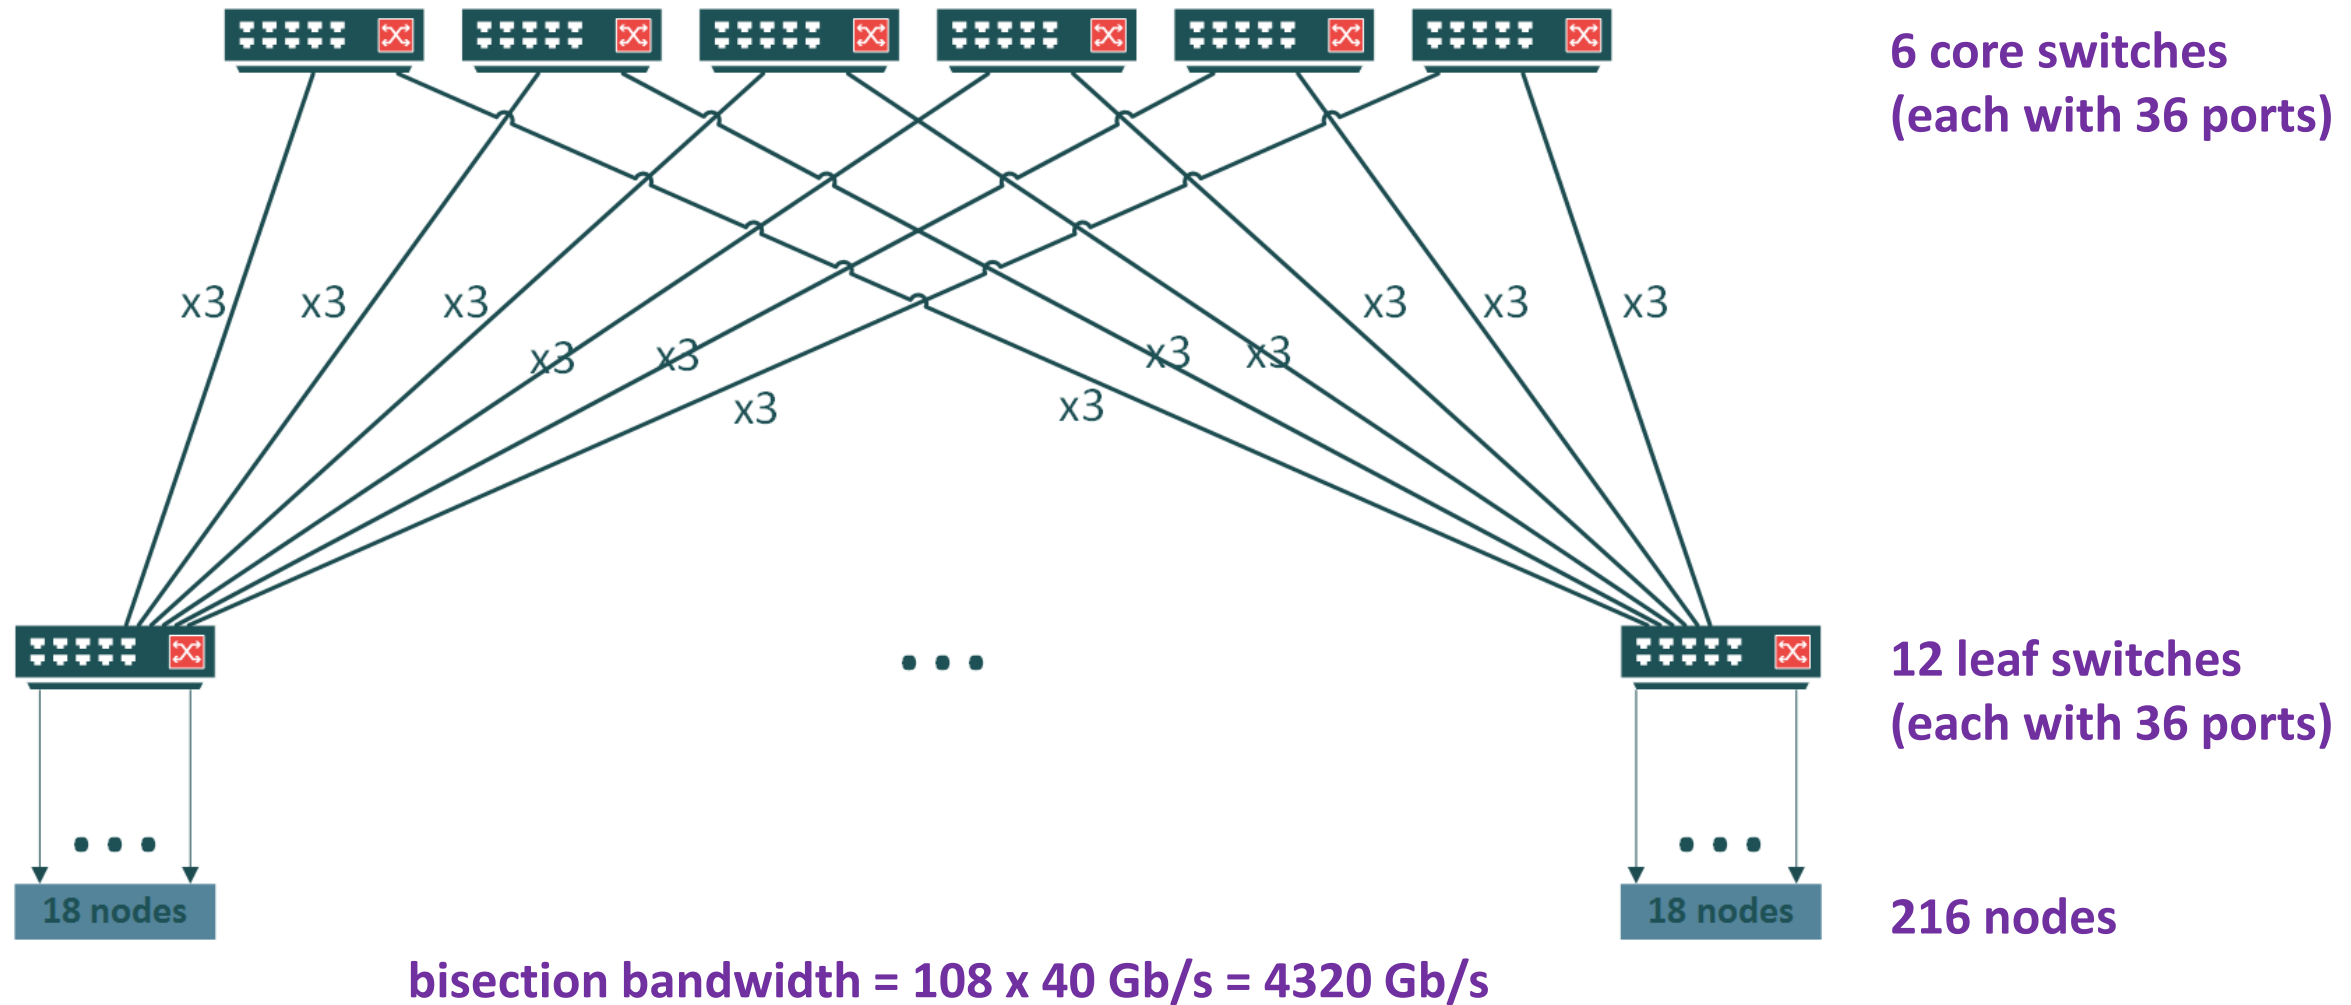 6 core switches
(each with 36 ports)
x3
x3
x3
x3
x3
x3
x3
x3
x3
x3
x3
x3
12 leaf switches
(each with 36 ports)
18 nodes
18 nodes
216 nodes
bisection bandwidth = 108 x 40 Gb/s = 4320 Gb/s